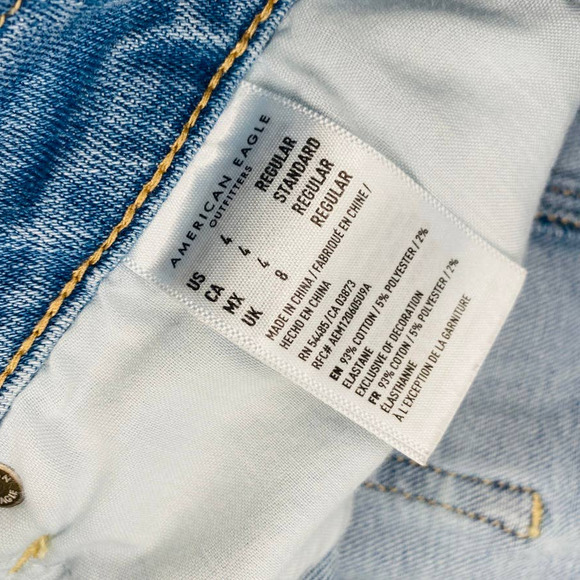 AMERICAN EAGLE
OUTFITTERS
US 4 REGULAR
CA 4 STANDARD
MX 4 REGULAR
UK 8 REGULAR
MADE IN CHINA / FABRIQUÉ EN CHINE /
HECHO EN CHINA
RN 54485/CA 03873
RFC# AEM120605U9A
EN 93% COTTON / 5% POLYESTER / 2%
ELASTANE
EXCLUSIVE OF DECORATION
FR 93% COTON / 5% POLYESTER / 2%
ÉLASTHANNE
À L'EXCEPTION DE LA GARNITURE